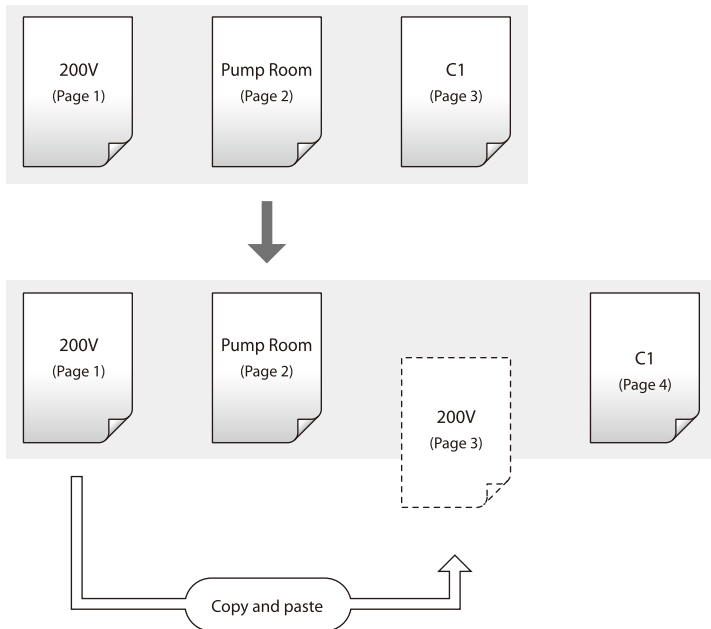 200V
(Page 1)
Pump Room
(Page 2)
C1
(Page 3)
200V
(Page 1)
Pump Room
(Page 2)
200V
(Page 3)
C1
(Page 4)
Copy and paste